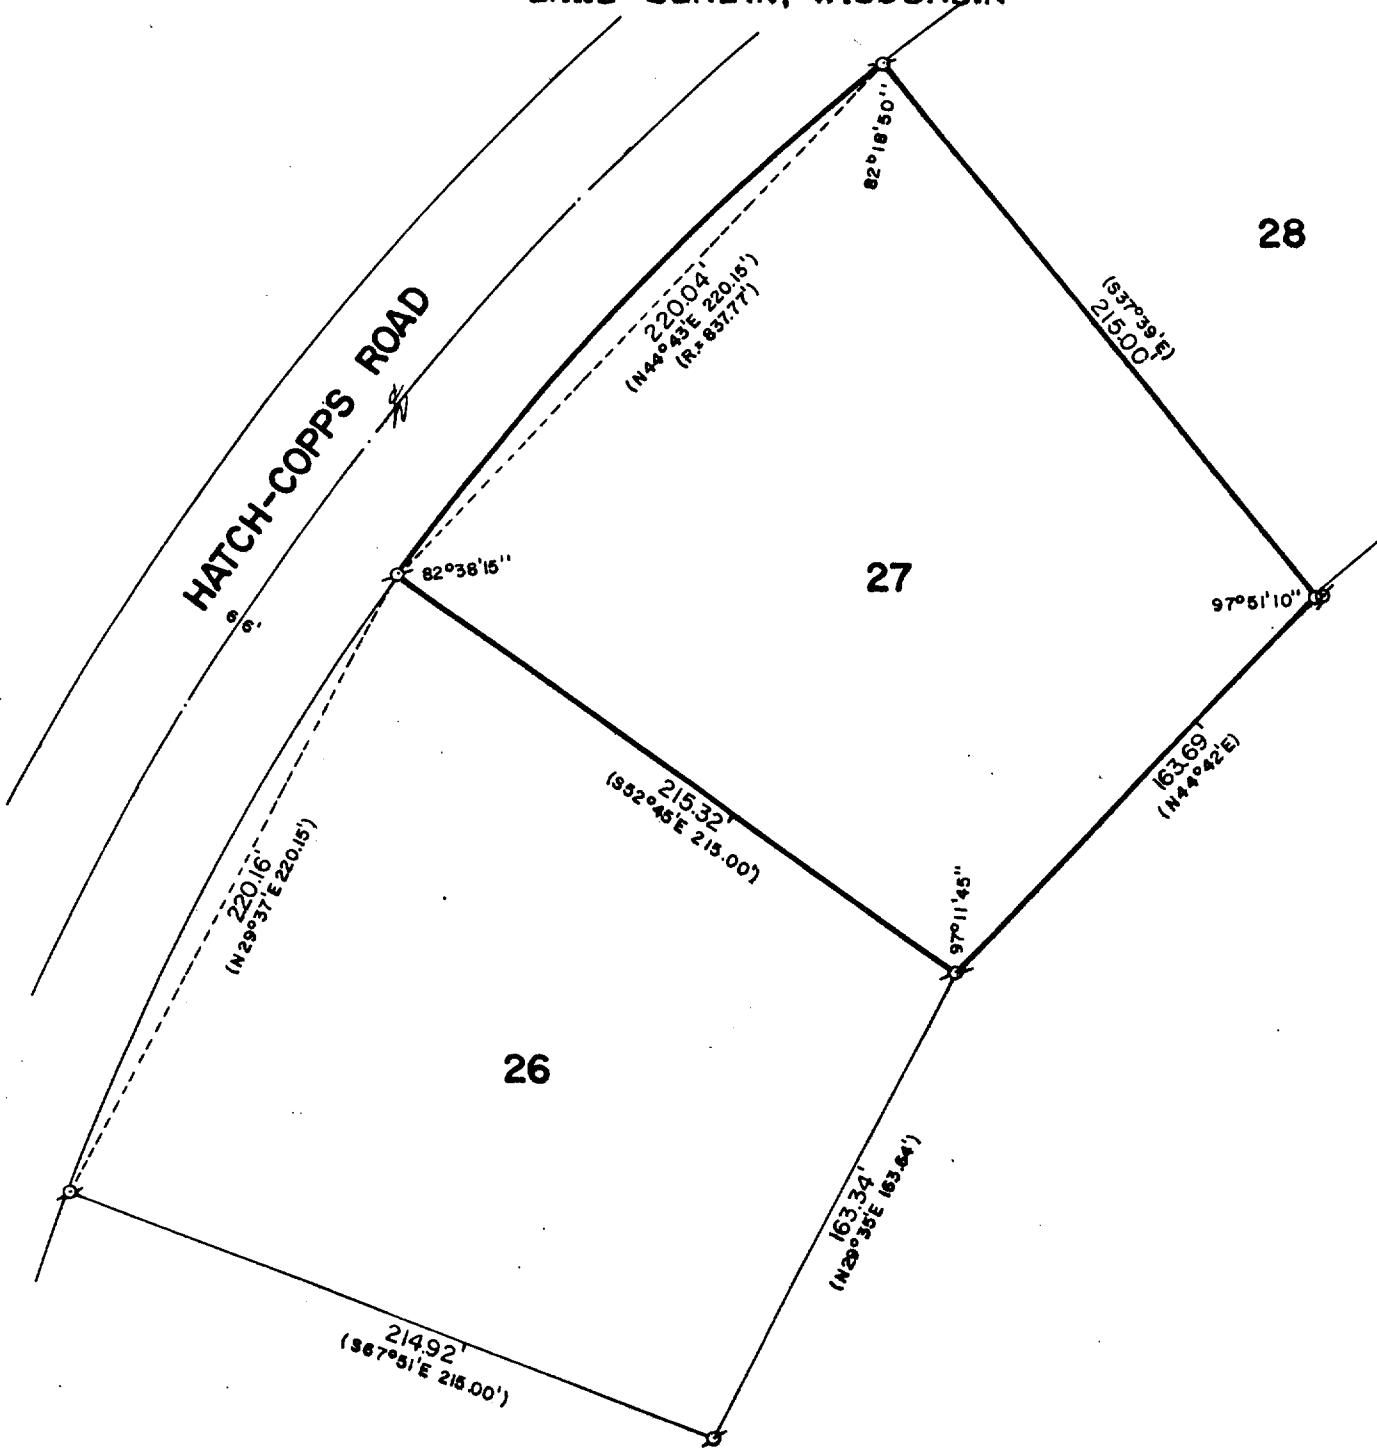 82°18'50''
28
(S37°39'E)
215.00'
220.04'
(N44°43'E 220.15')
(R.=837.77')
HATCH-COPPS ROAD
66'
82°38'15''
27
97°51'10''
163.69'
(N44°42'E)
215.32'
(S52°45'E 215.00')
97°11'45''
220.16'
(N29°37'E 220.15')
26
163.34'
(N29°35'E 163.64')
214.92'
(S67°51'E 215.00')